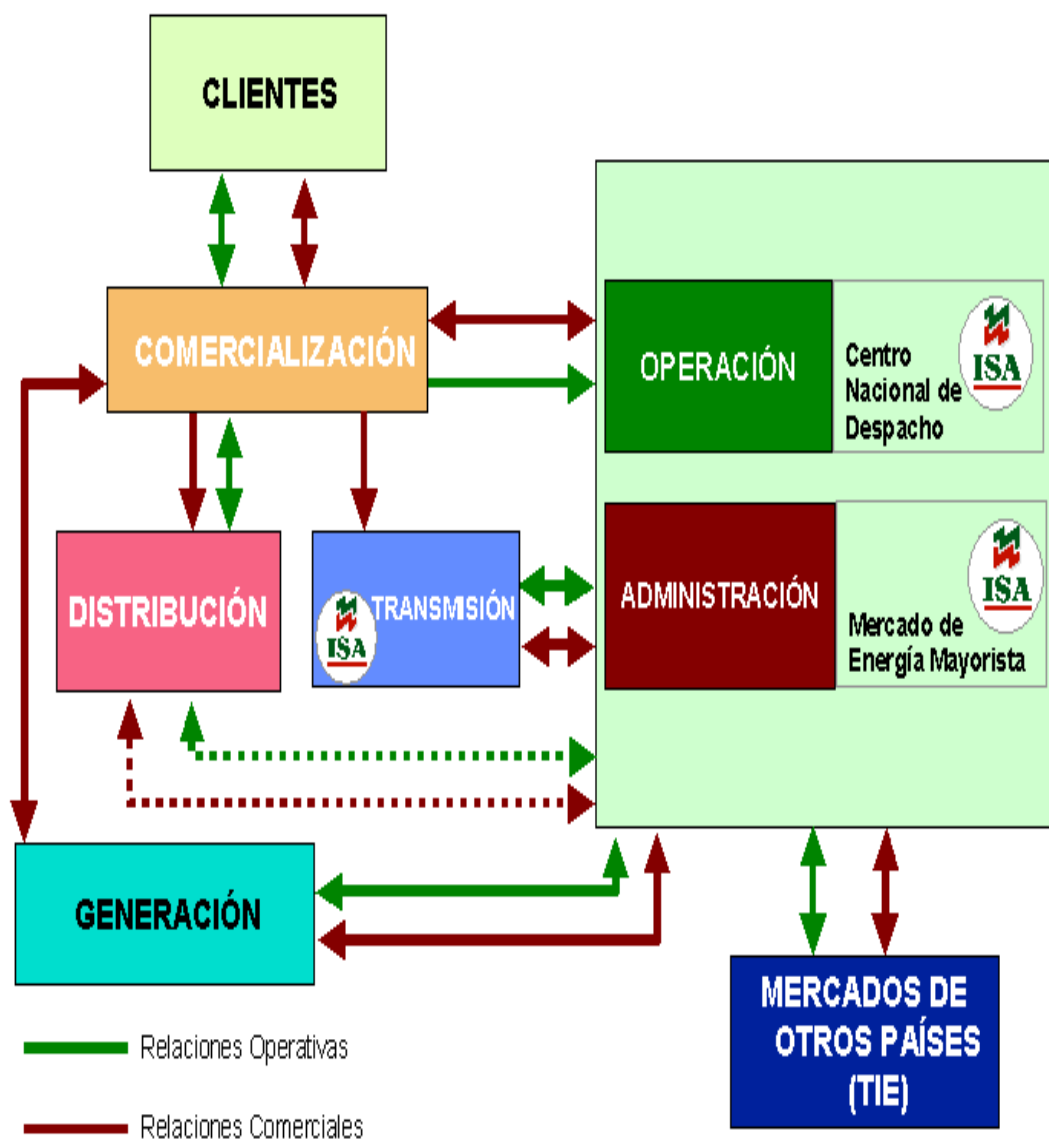 CLIENTES
COMERCIALIZACIÓN
OPERACIÓN
Centro
Nacional de
Despacho
ISA
DISTRIBUCIÓN
TRANSMISIÓN
ISA
ADMINISTRACIÓN
ISA
Mercado de
Energía Mayorista
GENERACIÓN
MERCADOS DE
OTROS PAÍSES
(TIE)
Relaciones Operativas
Relaciones Comerciales